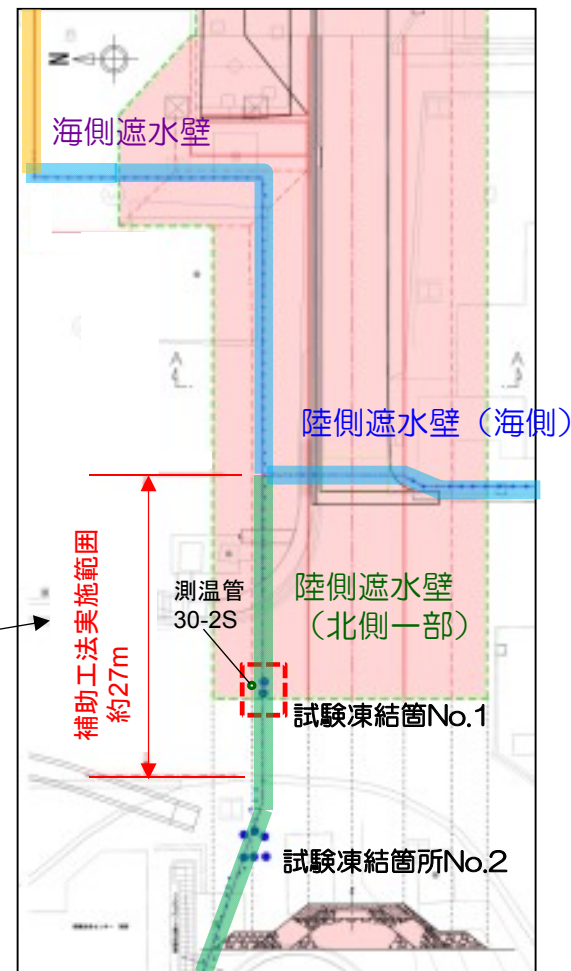 N
海側遮水壁
A
A
陸側遮水壁（海側）
補助工法実施範囲
約27m
測温管
30-2S
陸側遮水壁
（北側一部）
試験凍結箇No.1
試験凍結箇所No.2